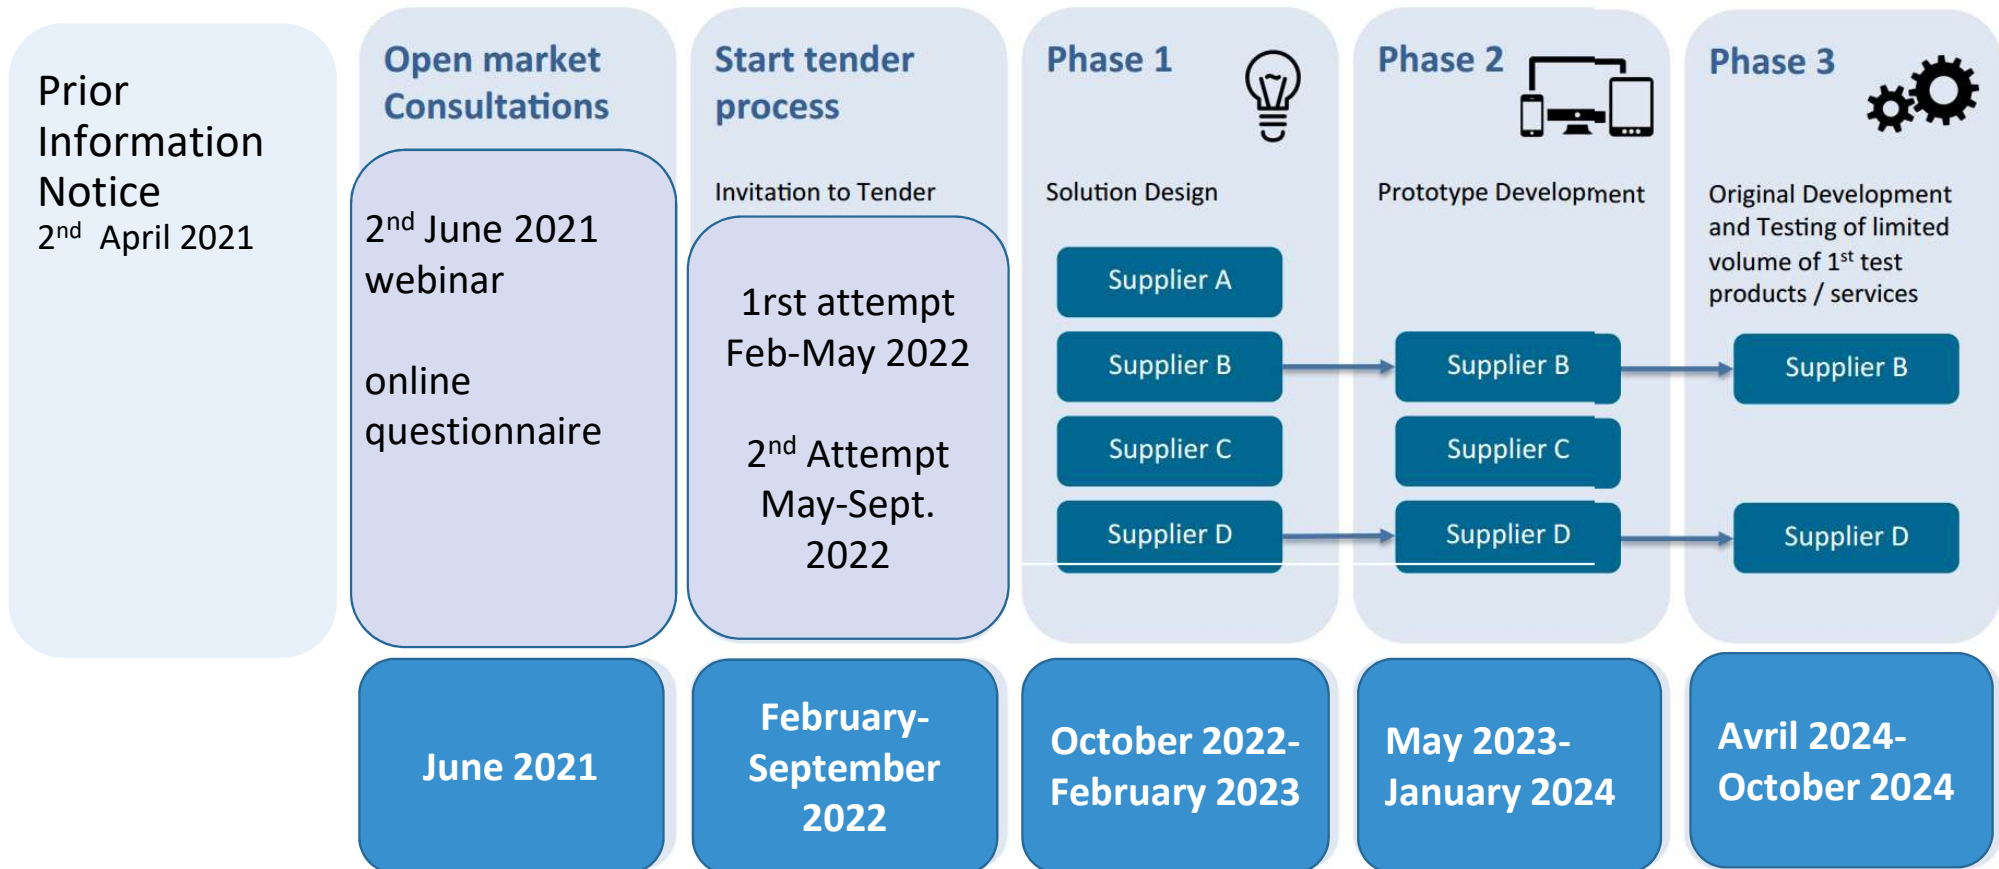 Prior
Information
Notice
2nd April 2021
Open market
Consultations
2nd June 2021
webinar
online
questionnaire
June 2021
Start tender
process
Invitation to Tender
1rst attempt
Feb-May 2022
2nd Attempt
May-Sept.
2022
February-
September
2022
Phase 1
Solution Design
Supplier A
Supplier B
Supplier C
Supplier D
October 2022-
February 2023
Phase 2
Prototype Development
Supplier B
Supplier C
Supplier D
May 2023-
January 2024
Phase 3
Original Development
and Testing of limited
volume of 1st test
products / services
Supplier B
Supplier D
Avril 2024-
October 2024